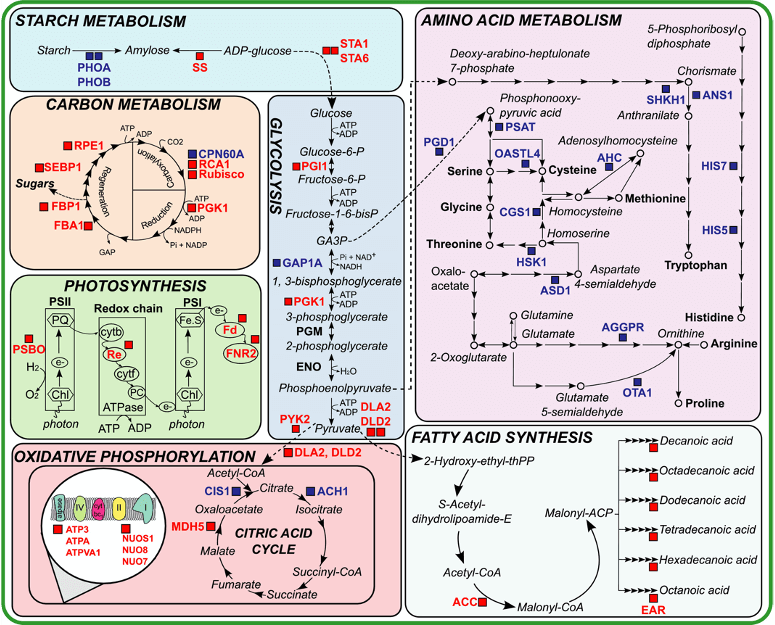 STARCH METABOLISM
Starch
Amylose
ADP-glucose
PHOA
PHOB
SS
STA1
STA6
CARBON METABOLISM
RPE1
SEBP1
Sugars
FBP1
FBA1
ATP
ADP
CO2
Carboxylation
Regeneration
Reduction
CPN60A
RCA1
Rubisco
ATP
PGK1
ADP
NADPH
Pi + NADP
GAP
PHOTOSYNTHESIS
PSII
Redox chain
PSI
PQ
cytb
Fe.S
e-
Fd
PSBO
Re
FNR2
e-
e-
H2
cytf
O2
PC
Chl
Chl
e-
ATPase
photon
ATP
ADP
photon
GLYCOLYSIS
Glucose
ATP
ADP
Glucose-6-P
PGI1
Fructose-6-P
ATP
ADP
Fructose-1-6-bisP
GA3P
GAP1A
Pi + NAD+
NADH
1, 3-bisphosphoglycerate
PGK1
ATP
ADP
3-phosphoglycerate
PGM
2-phosphoglycerate
ENO
H2O
Phosphoenolpyruvate
ATP
ADP
DLA2
DLD2
PYK2
Pyruvate
AMINO ACID METABOLISM
5-Phosphoribosyl
diphosphate
Deoxy-arabino-heptulonate
7-phosphate
Chorismate
SHKH1
ANS1
Phosphonooxy-
pyruvic acid
Anthranilate
PSAT
PGD1
OASTL4
Adenosylhomocysteine
AHC
Serine
Cysteine
HIS7
Methionine
Glycine
CGS1
Homocysteine
Homoserine
HIS5
Threonine
HSK1
Tryptophan
Oxalo-
acetate
Aspartate
4-semialdehyde
ASD1
Histidine
Glutamine
Glutamate
AGGPR
Ornithine
Arginine
2-Oxoglutarate
Glutamate
5-semialdehyde
OTA1
Proline
OXIDATIVE PHOSPHORYLATION
DLA2, DLD2
Acetyl-CoA
CIS1
Citrate
ACH1
Oxaloacetate
Isocitrate
MDH5
CITRIC ACID
CYCLE
Malate
Succinyl-CoA
Fumarate
Succinate
IV
II
I
ATP3
ATPA
ATPVA1
NUOS1
NUO8
NUO7
FATTY ACID SYNTHESIS
2-Hydroxy-ethyl-thPP
S-Acetyl-
dihydrolipoamide-E
Acetyl-CoA
ACC
Malonyl-CoA
Malonyl-ACP
Decanoic acid
Octadecanoic acid
Dodecanoic acid
Tetradecanoic acid
Hexadecanoic acid
Octanoic acid
EAR